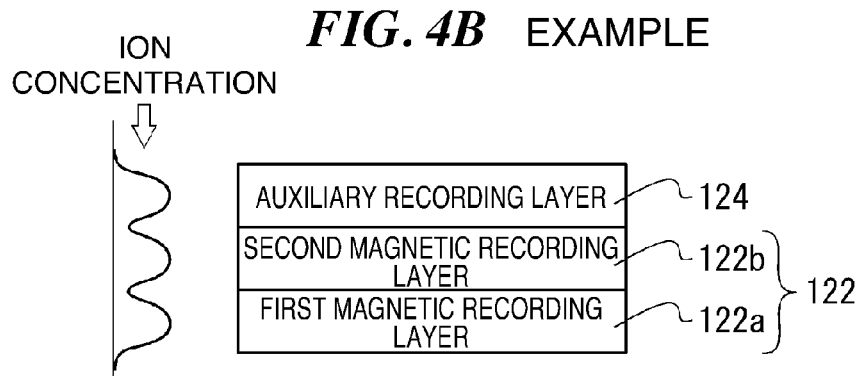 FIG. 4B EXAMPLE
ION
CONCENTRATION
AUXILIARY RECORDING LAYER
124
SECOND MAGNETIC RECORDING
LAYER
122b
122
FIRST MAGNETIC RECORDING
LAYER
122a